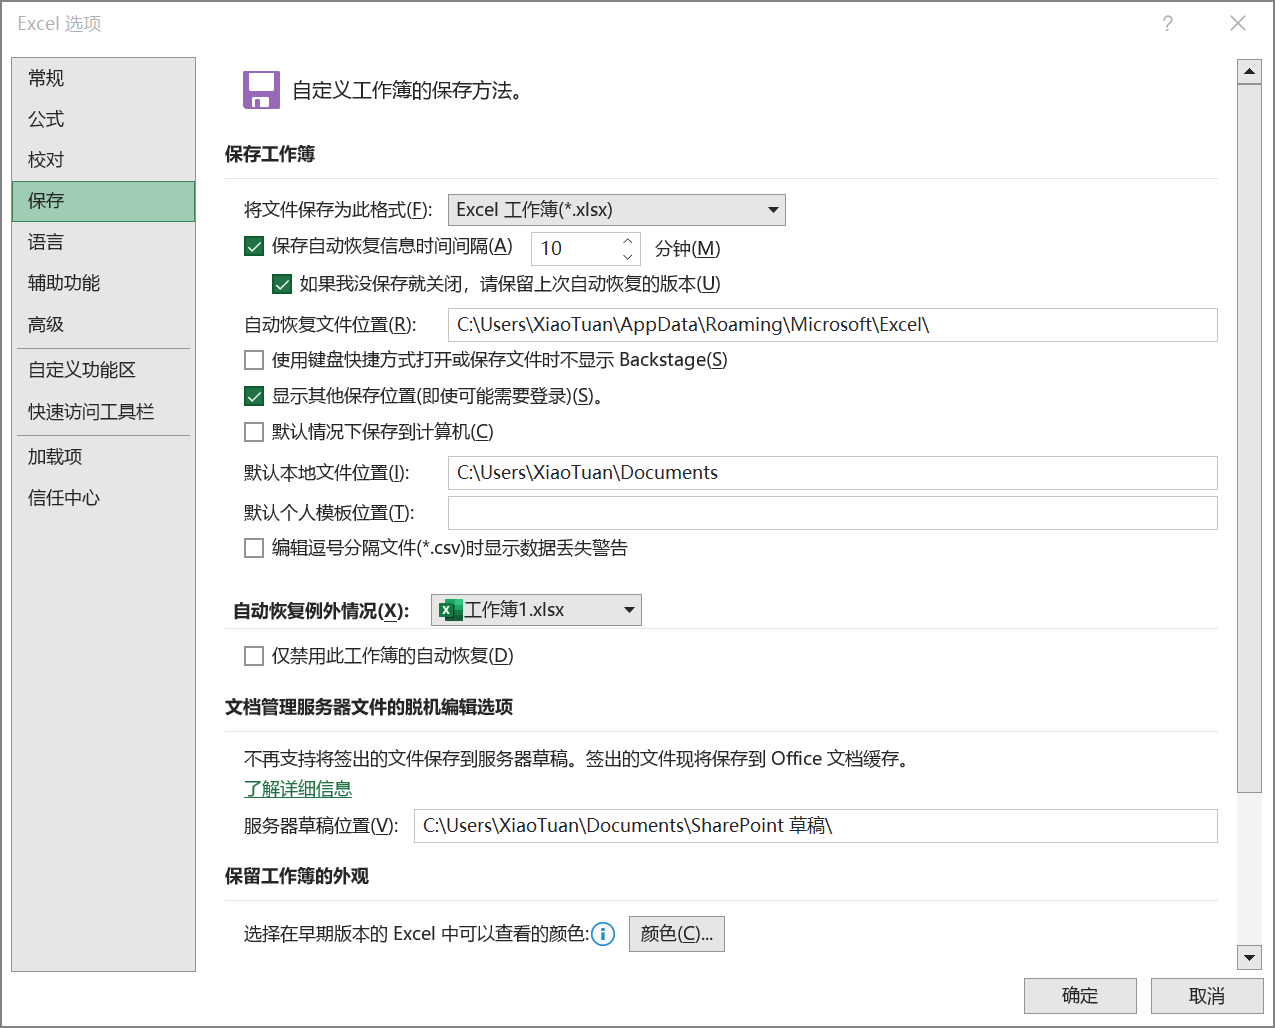 Excel 选项
常规
公式
校对
保存
语言
辅助功能
高级
自定义功能区
快速访问工具栏
加载项
信任中心
自定义工作簿的保存方法。
保存工作簿
将文件保存为此格式(F): Excel 工作簿(*.xlsx)
保存自动恢复信息时间间隔(A) 10 分钟(M)
如果我没保存就关闭，请保留上次自动恢复的版本(U)
自动恢复文件位置(R): C:\Users\XiaoTuan\AppData\Roaming\Microsoft\Excel\
使用键盘快捷方式打开或保存文件时不显示 Backstage(S)
显示其他保存位置(即使可能需要登录)(S)。
默认情况下保存到计算机(C)
默认本地文件位置(I): C:\Users\XiaoTuan\Documents
默认个人模板位置(T):
编辑逗号分隔文件(*.csv)时显示数据丢失警告
自动恢复例外情况(X): 工作簿1.xlsx
仅禁用此工作簿的自动恢复(D)
文档管理服务器文件的脱机编辑选项
不再支持将签出的文件保存到服务器草稿。签出的文件现将保存到 Office 文档缓存。
了解详细信息
服务器草稿位置(V): C:\Users\XiaoTuan\Documents\SharePoint 草稿\
保留工作簿的外观
选择在早期版本的 Excel 中可以查看的颜色: 颜色(C)...
确定 取消